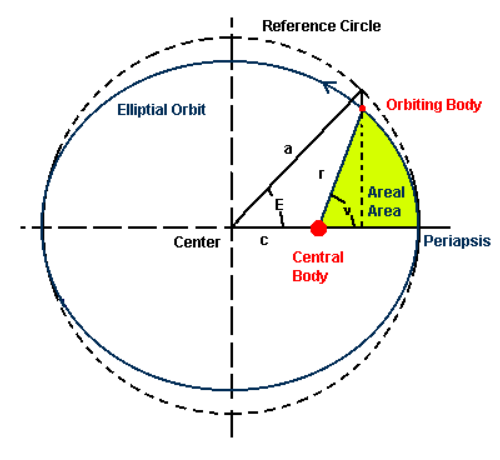 Reference Circle
Elliptial Orbit
Orbiting Body
a
r
E
v
Areal
Area
Center
c
Periapsis
Central
Body